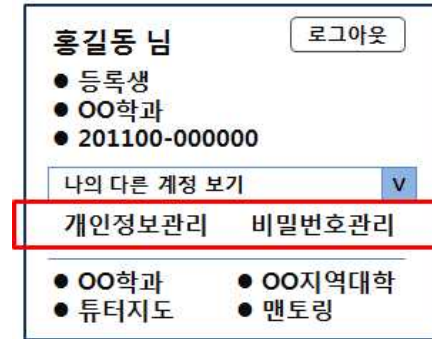 홍길동 님 로그아웃
● 등록생
● OO학과
● 201100-000000
나의 다른 계정 보기 V
개인정보관리 비밀번호관리
● OO학과 ● OO지역대학
● 튜터지도 ● 맨토링